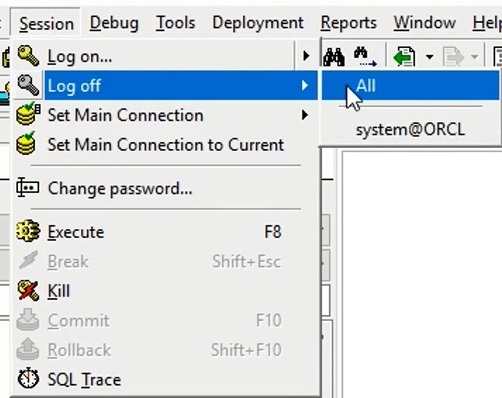 Session Debug Tools Deployment Reports Window Help
Log on...
Log off
All
Set Main Connection
system@ORCL
Set Main Connection to Current
Change password...
Execute F8
Break Shift+Esc
Kill
Commit F10
Rollback Shift+F10
SQL Trace